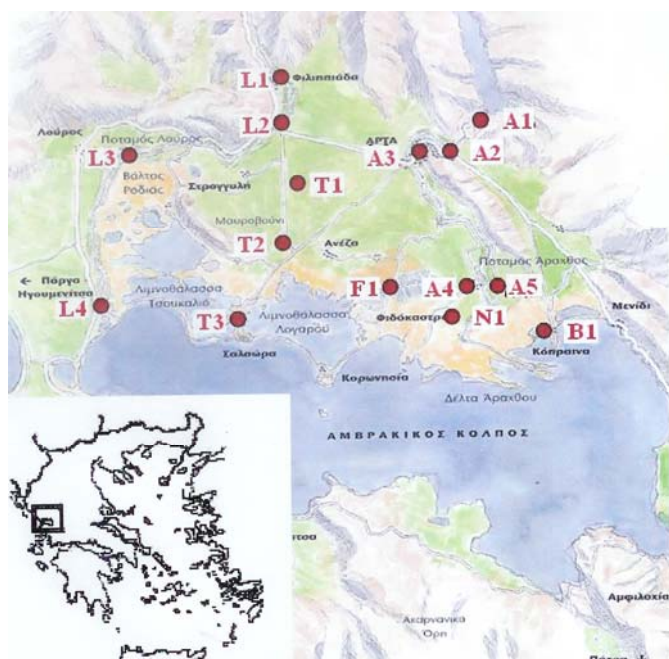 L1
Φιλιππιάδα
L2
Λούρος
Ποταμός Λούρος
ΑΡΤΑ
A1
L3
A3
A2
Βάλτος
Ροδιάς
Στρογγυλή
T1
Μαυροβούνι
T2
Ανέζα
Ποταμός Άραχθος
← Πάργα
Ηγουμενίτσα
Λιμνοθάλασσα
Τσουκαλιό
F1
A4
A5
Μενίδι
L4
T3
Λιμνοθάλασσα
Λογαρού
Φιδόκαστρο
N1
B1
Σαλαώρα
Κόπραινα
Κορωνησία
Δέλτα Άραχθου
ΑΜΒΡΑΚΙΚΟΣ ΚΟΛΠΟΣ
Αμφιλοχία
Ακαρνανικά
Όρη